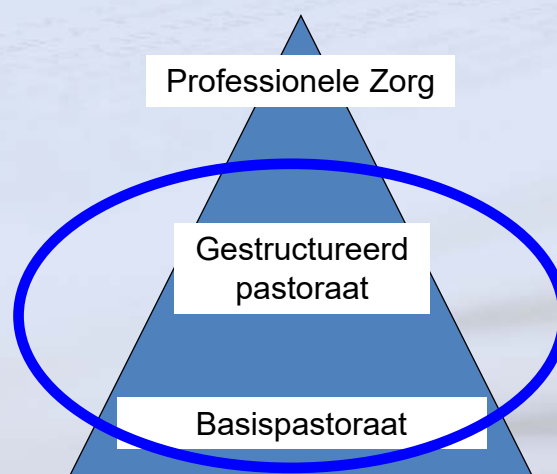 Professionele Zorg
Gestructureerd
pastoraat
Basispastoraat